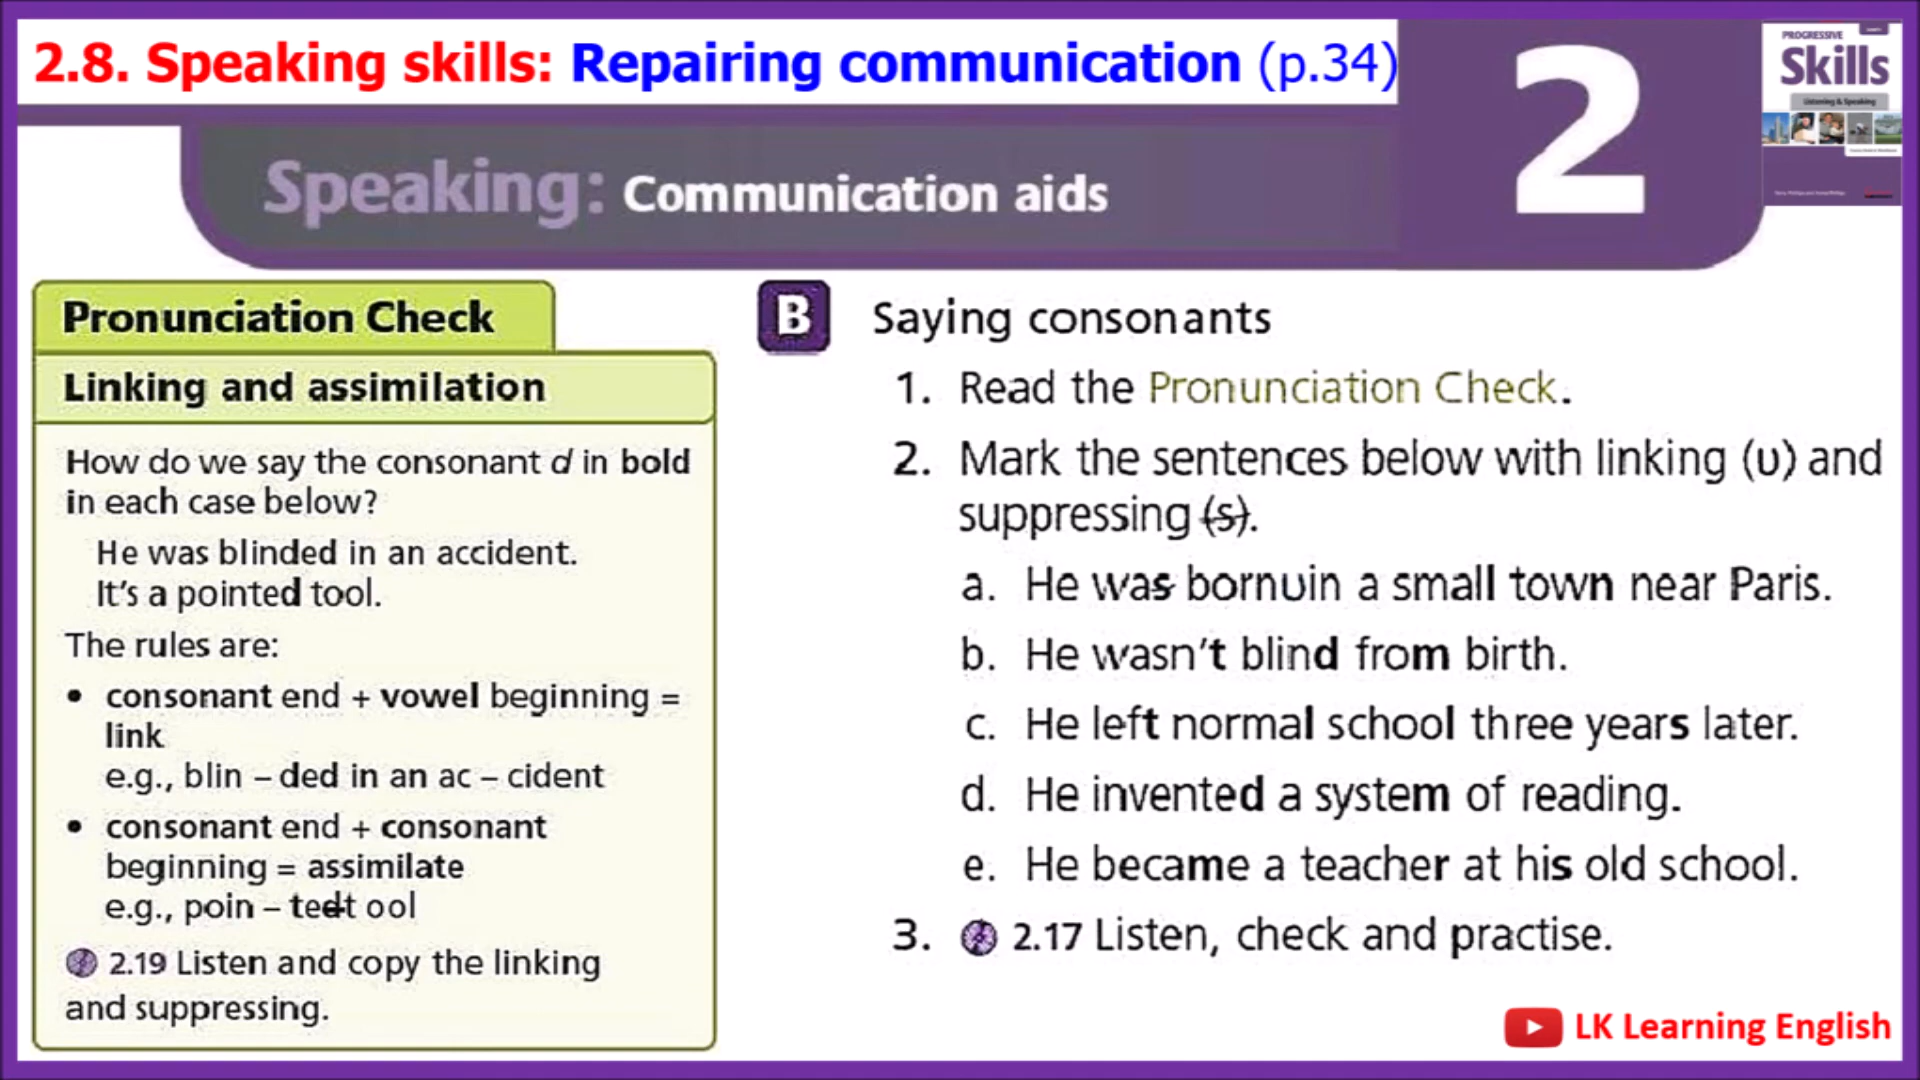 2.8. Speaking skills: Repairing communication (p.34)
2
PROGRESSIVE
Skills
Listening & Speaking
Speaking: Communication aids
Pronunciation Check
Linking and assimilation
How do we say the consonant d in bold
in each case below?
He was blinded in an accident.
It's a pointed tool.
The rules are:
• consonant end + vowel beginning =
link
e.g., blin – ded in an ac – cident
• consonant end + consonant
beginning = assimilate
e.g., poin – tedt ool
2.19 Listen and copy the linking
and suppressing.
B Saying consonants
1. Read the Pronunciation Check.
2. Mark the sentences below with linking (υ) and
suppressing (s).
a. He was bornυin a small town near Paris.
b. He wasn't blind from birth.
c. He left normal school three years later.
d. He invented a system of reading.
e. He became a teacher at his old school.
3. 2.17 Listen, check and practise.
LK Learning English